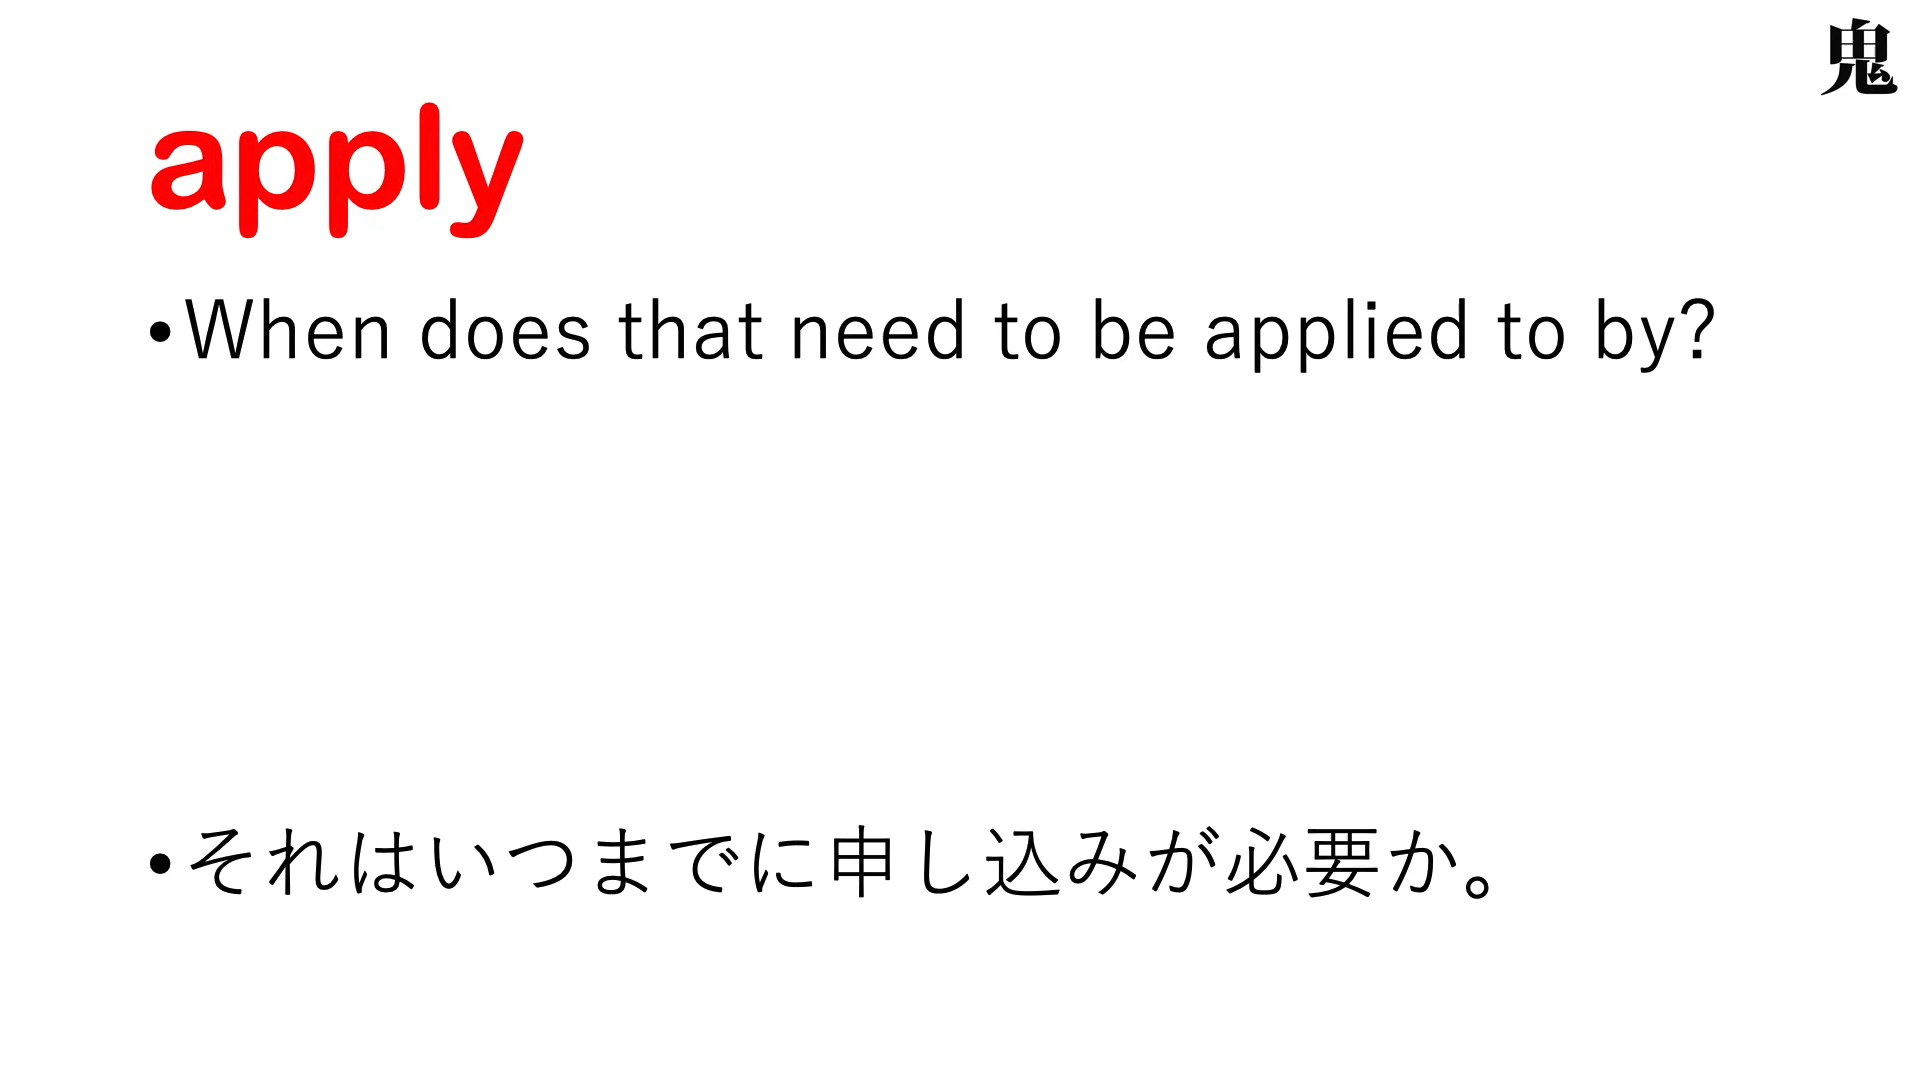 鬼
apply
•When does that need to be applied to by?
•それはいつまでに申し込みが必要か。